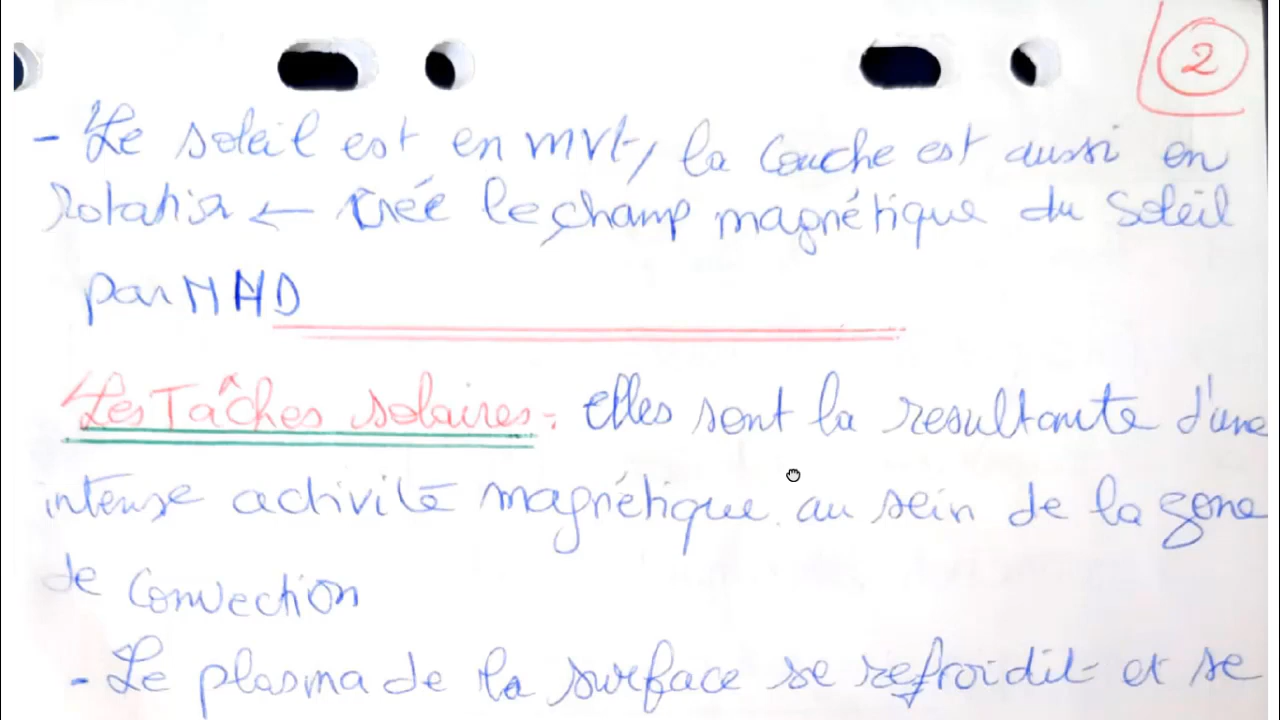 2
- Le soleil est en mvt, la couche est aussi en
rotation ← Créé le champ magnétique du soleil
par MHD
Les Tâches solaires: elles sont la resultante d'une
intense activité magnétique au sein de la zone
de convection
- Le plasma de la surface se refroidit et se